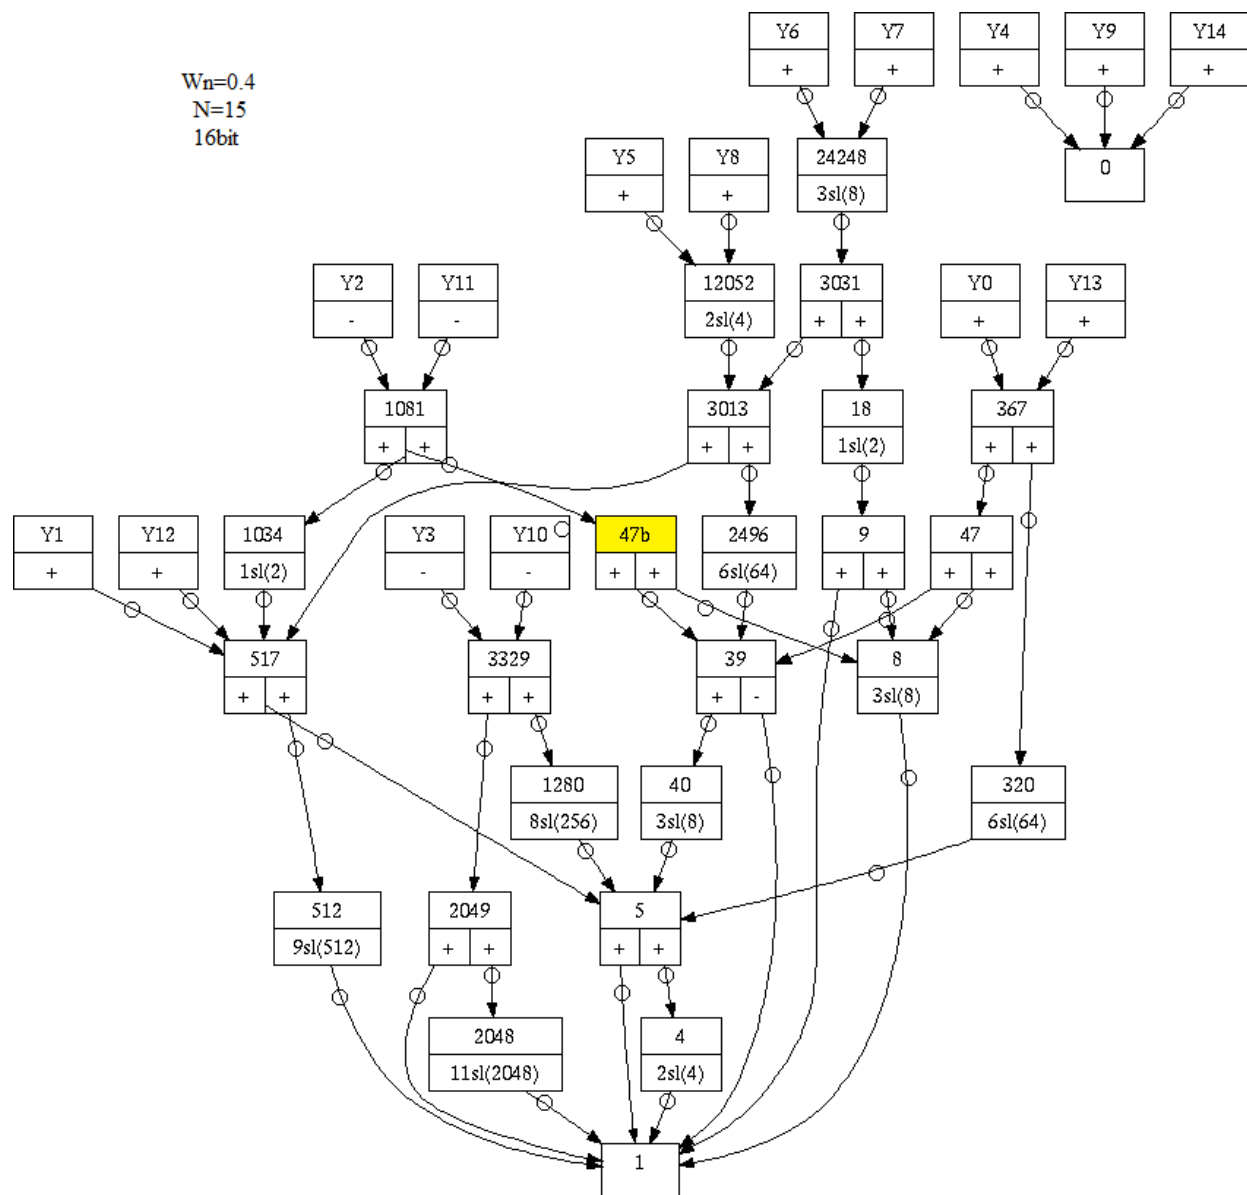 Y6 Y7 Y4 Y9 Y14
+ + + + +
Wn=0.4
N=15
16bit
Y5 Y8 24248 0
+ + 3sl(8)
Y2 Y11 12052 3031 Y0 Y13
- - 2sl(4) + + + +
1081 3013 18 367
+ + + + 1sl(2) + +
Y1 Y12 1034 Y3 Y10 47b 2496 9 47
+ + 1sl(2) - - + + 6sl(64) + + + +
517 3329 39 8
+ + + + + - 3sl(8)
1280 40 320
8sl(256) 3sl(8) 6sl(64)
512 2049 5
9sl(512) + + + +
2048 4
11sl(2048) 2sl(4)
1